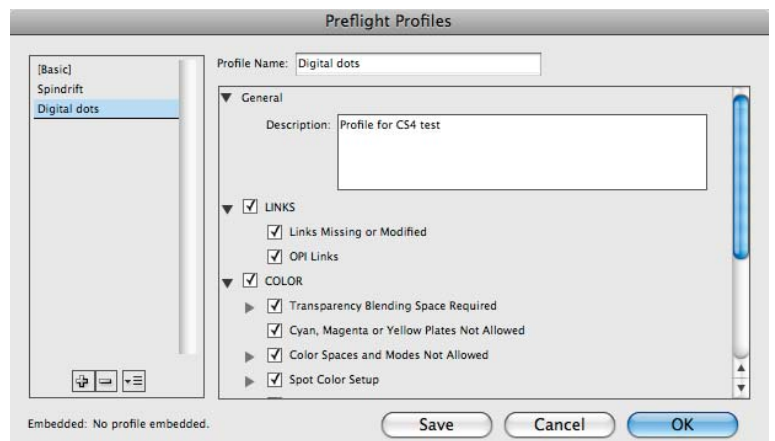 Preflight Profiles
[Basic]
Spindrift
Digital dots
Profile Name: Digital dots
General
Description: Profile for CS4 test
LINKS
Links Missing or Modified
OPI Links
COLOR
Transparency Blending Space Required
Cyan, Magenta or Yellow Plates Not Allowed
Color Spaces and Modes Not Allowed
Spot Color Setup
Embedded: No profile embedded.
Save Cancel OK